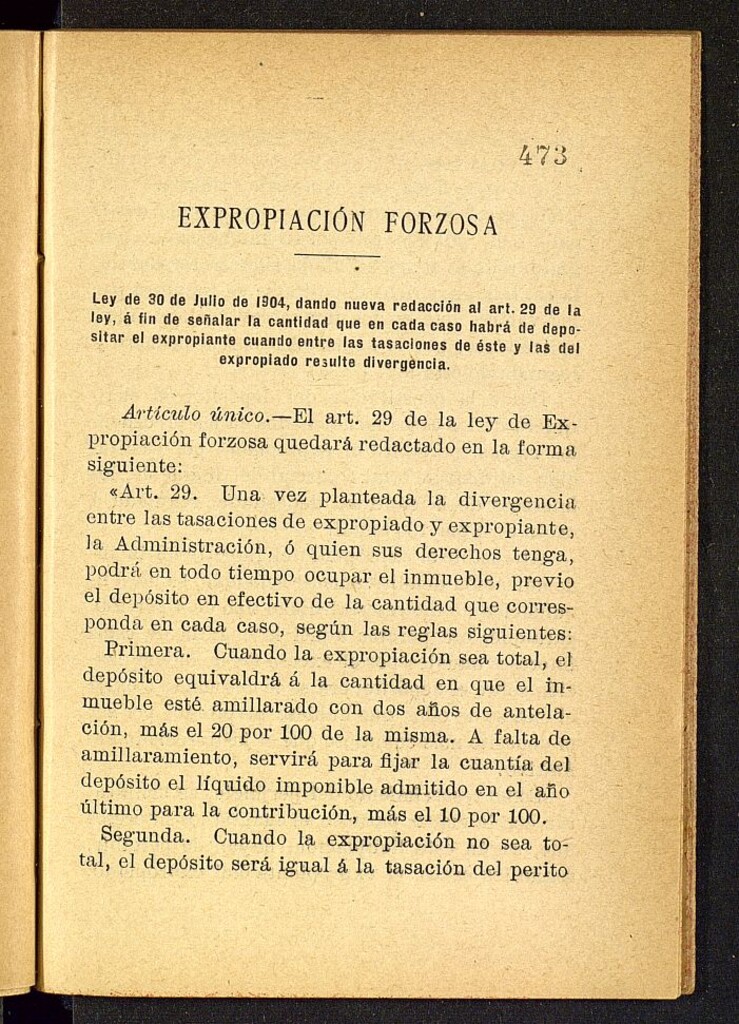 473
EXPROPIACIÓN FORZOSA
Ley de 30 de Julio de 1904, dando nueva redacción al art. 29 de la
ley, á fin de señalar la cantidad que en cada caso habrá de depo-
sitar el expropiante cuando entre las tasaciones de éste y las del
expropiado resulte divergencia.
Artículo único.—El art. 29 de la ley de Ex-
propiación forzosa quedará redactado en la forma
siguiente:
«Art. 29. Una vez planteada la divergencia
entre las tasaciones de expropiado y expropiante,
la Administración, ó quien sus derechos tenga,
podrá en todo tiempo ocupar el inmueble, previo
el depósito en efectivo de la cantidad que corres-
ponda en cada caso, según las reglas siguientes:
Primera. Cuando la expropiación sea total, el
depósito equivaldrá á la cantidad en que el in-
mueble esté amillarado con dos años de antela-
ción, más el 20 por 100 de la misma. A falta de
amillaramiento, servirá para fijar la cuantía del
depósito el líquido imponible admitido en el año
último para la contribución, más el 10 por 100.
Segunda. Cuando la expropiación no sea to-
tal, el depósito será igual á la tasación del perito